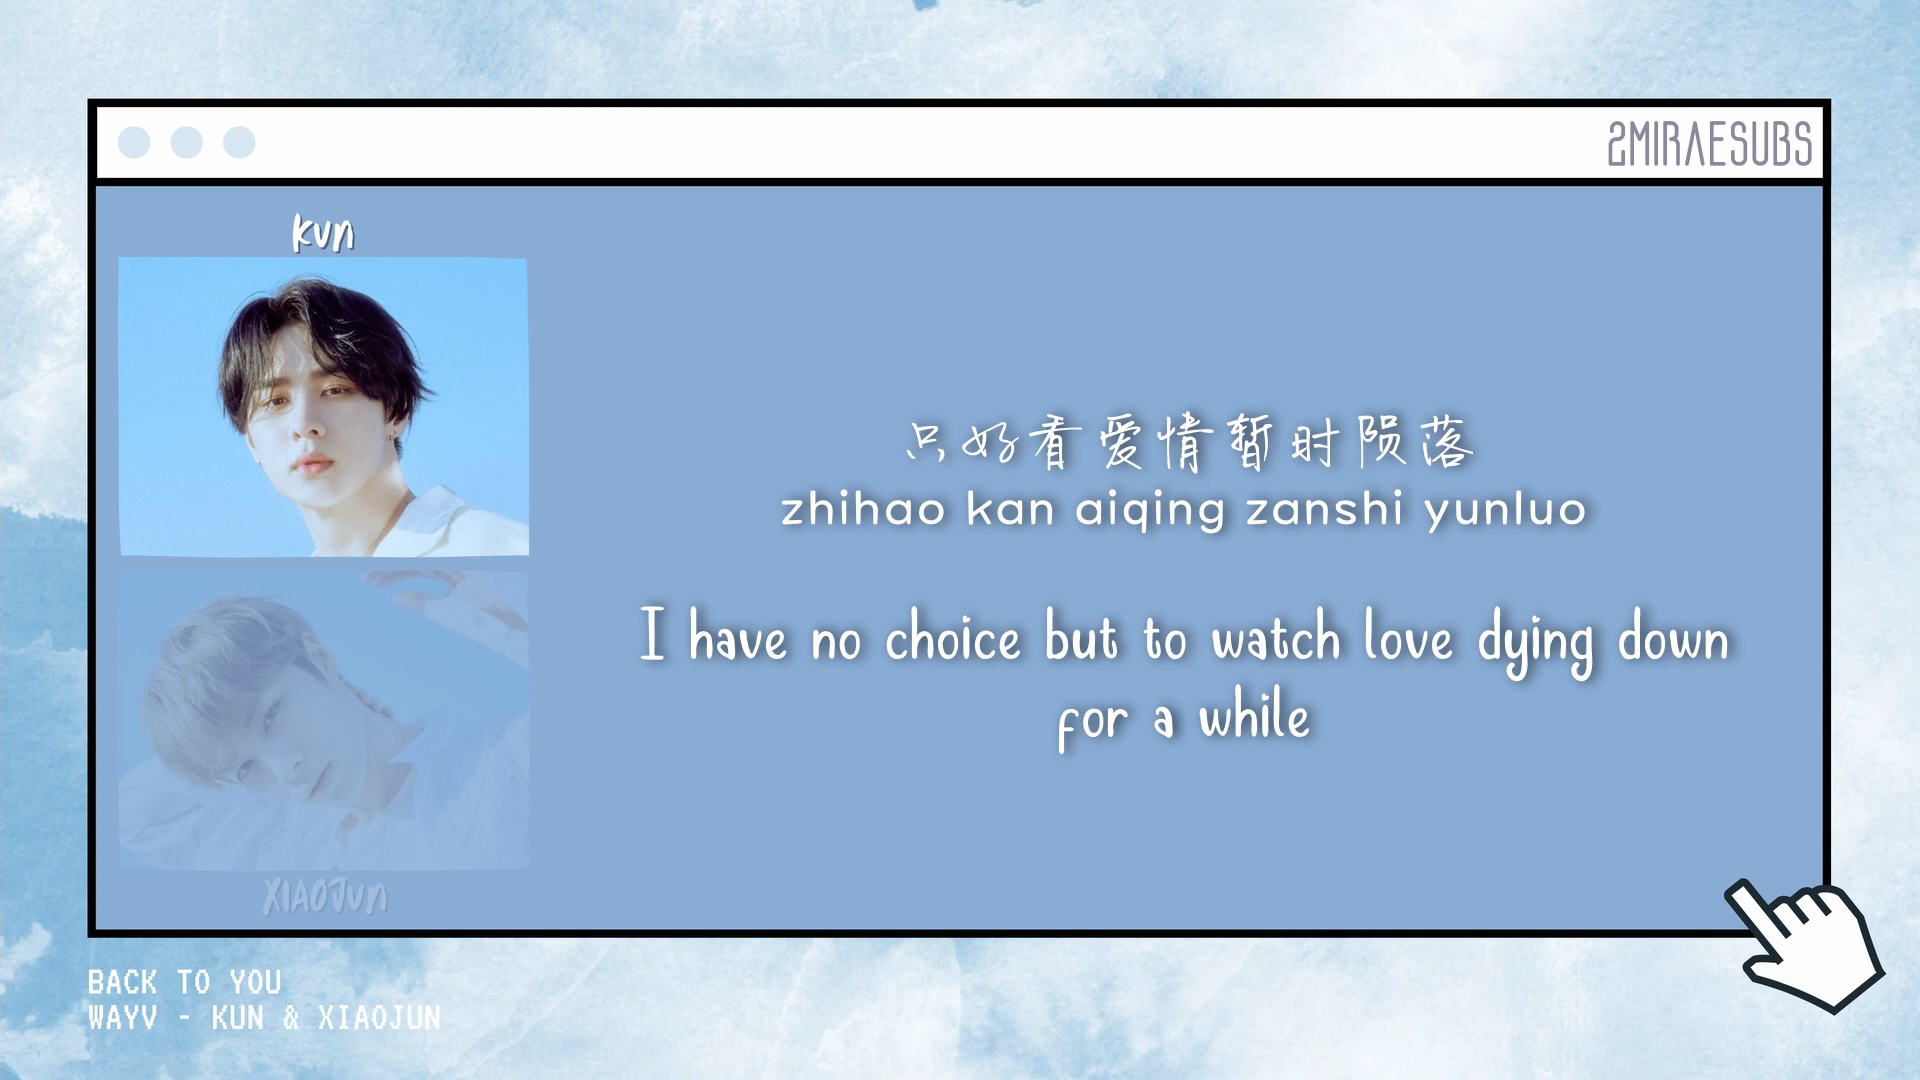 2MIRAESUBS
kun
只好看爱情暂时陨落
zhihao kan aiqing zanshi yunluo
I have no choice but to watch love dying down
for a while
XIAOJun
BACK TO YOU
WAYV - KUN & XIAOJUN